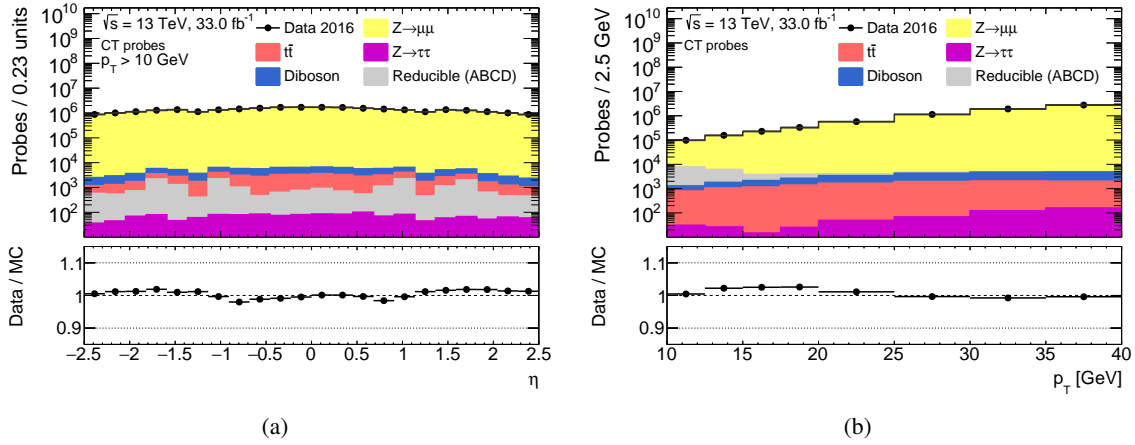 √s = 13 TeV, 33.0 fb⁻¹
CT probes
p_T > 10 GeV
Data 2016
tt̄
Diboson
Z→μμ
Z→ττ
Reducible (ABCD)
Probes / 0.23 units
10¹⁰
10⁹
10⁸
10⁷
10⁶
10⁵
10⁴
10³
10²
Data / MC
1.1
1
0.9
−2.5 −2 −1.5 −1 −0.5 0 0.5 1 1.5 2 2.5
η
(a)
√s = 13 TeV, 33.0 fb⁻¹
CT probes
Data 2016
tt̄
Diboson
Z→μμ
Z→ττ
Reducible (ABCD)
Probes / 2.5 GeV
10¹⁰
10⁹
10⁸
10⁷
10⁶
10⁵
10⁴
10³
10²
Data / MC
1.1
1
0.9
10 15 20 25 30 35 40
p_T [GeV]
(b)